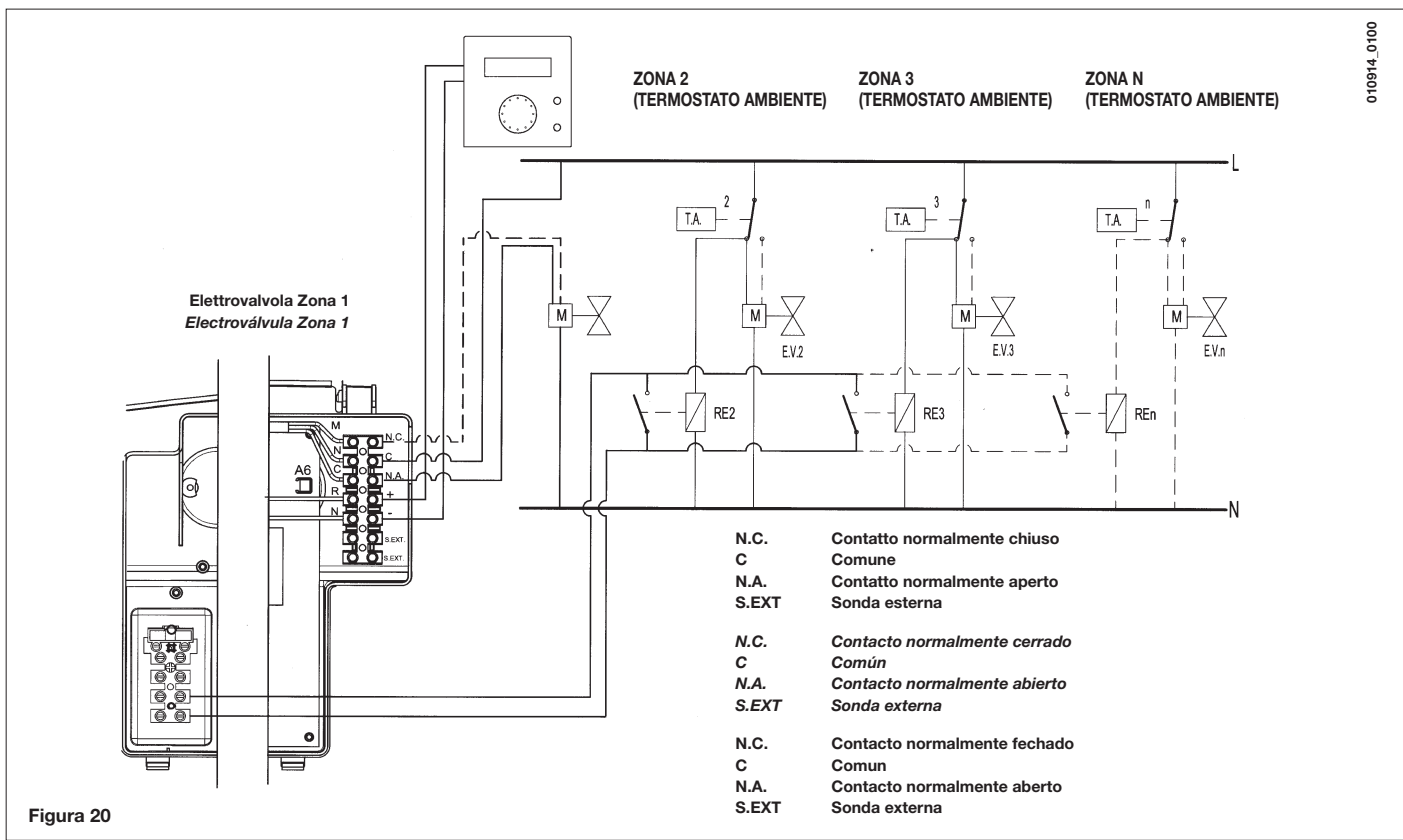 010914_0100
ZONA 2
(TERMOSTATO AMBIENTE)
ZONA 3
(TERMOSTATO AMBIENTE)
ZONA N
(TERMOSTATO AMBIENTE)
L
2
T.A.
3
T.A.
n
T.A.
Elettrovalvola Zona 1
Electroválvula Zona 1
M
M
E.V.2
M
E.V.3
M
E.V.n
RE2
RE3
REn
M
N
C
R
N
A6
N.C.
C
N.A.
+
-
S.EXT.
S.EXT.
N
N.C. Contatto normalmente chiuso
C Comune
N.A. Contatto normalmente aperto
S.EXT Sonda esterna
N.C. Contacto normalmente cerrado
C Común
N.A. Contacto normalmente abierto
S.EXT Sonda externa
N.C. Contacto normalmente fechado
C Comun
N.A. Contacto normalmente aberto
S.EXT Sonda externa
Figura 20